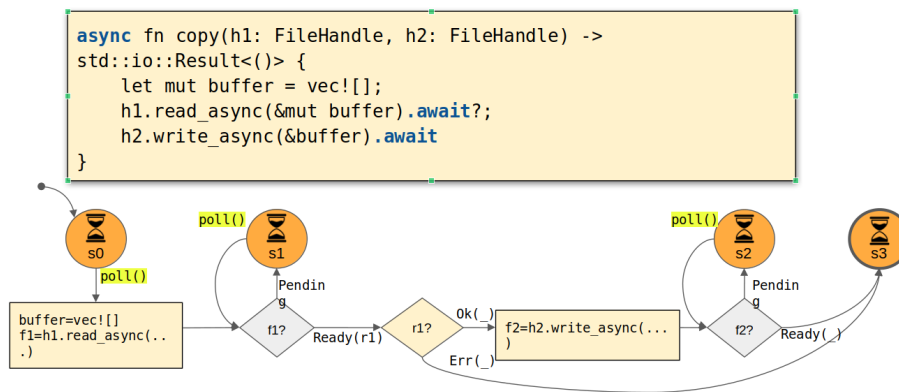 async fn copy(h1: FileHandle, h2: FileHandle) ->
std::io::Result<()> {
    let mut buffer = vec![];
    h1.read_async(&mut buffer).await?;
    h2.write_async(&buffer).await
}
s0
poll()
s1
poll()
s2
s3
poll()
Pendin
g
Pendin
g
buffer=vec![]
f1=h1.read_async(..
.)
f1?
Ready(r1)
r1?
Ok(_)
Err(_)
f2=h2.write_async(...
)
f2?
Ready(_)